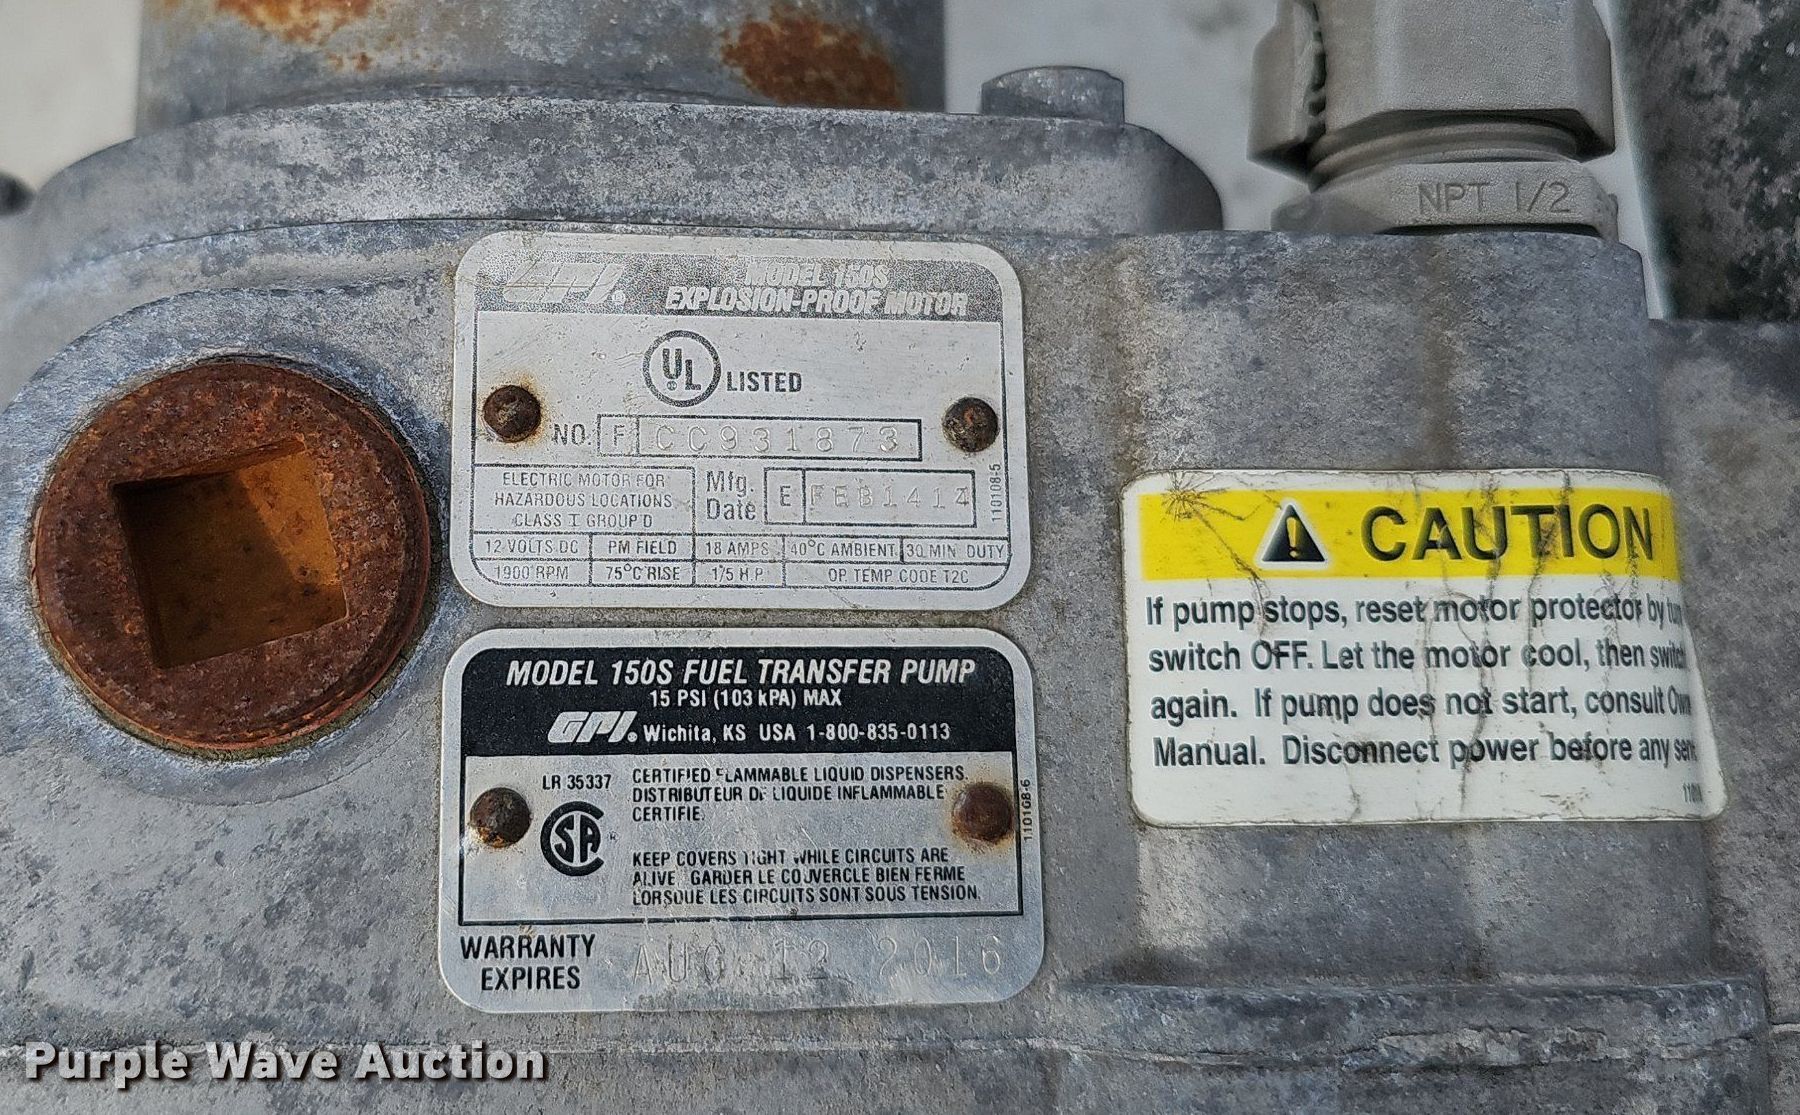 NPT 1/2
GPI®
MODEL 150S
EXPLOSION-PROOF MOTOR
UL LISTED
NO. F CC931873
ELECTRIC MOTOR FOR
HAZARDOUS LOCATIONS
CLASS I GROUP D
Mfg.
Date E FEB1414
110108-5
12 VOLTS DC PM FIELD 18 AMPS 40°C AMBIENT 30 MIN DUTY
1900 RPM 75°C RISE 1/5 H.P. OP TEMP CODE T2C
MODEL 150S FUEL TRANSFER PUMP
15 PSI (103 kPA) MAX
GPI® Wichita, KS USA 1-800-835-0113
LR 35337
CSA®
CERTIFIED FLAMMABLE LIQUID DISPENSERS.
DISTRIBUTEUR DE LIQUIDE INFLAMMABLE
CERTIFIE.
KEEP COVERS TIGHT WHILE CIRCUITS ARE
ALIVE GARDER LE COUVERCLE BIEN FERME
LORSQUE LES CIRCUITS SONT SOUS TENSION.
110108-6
WARRANTY
EXPIRES AUG 12 2016
CAUTION
If pump stops, reset motor protector by
switch OFF. Let the motor cool, then
again. If pump does not start, consult
Manual. Disconnect power before any
Purple Wave Auction